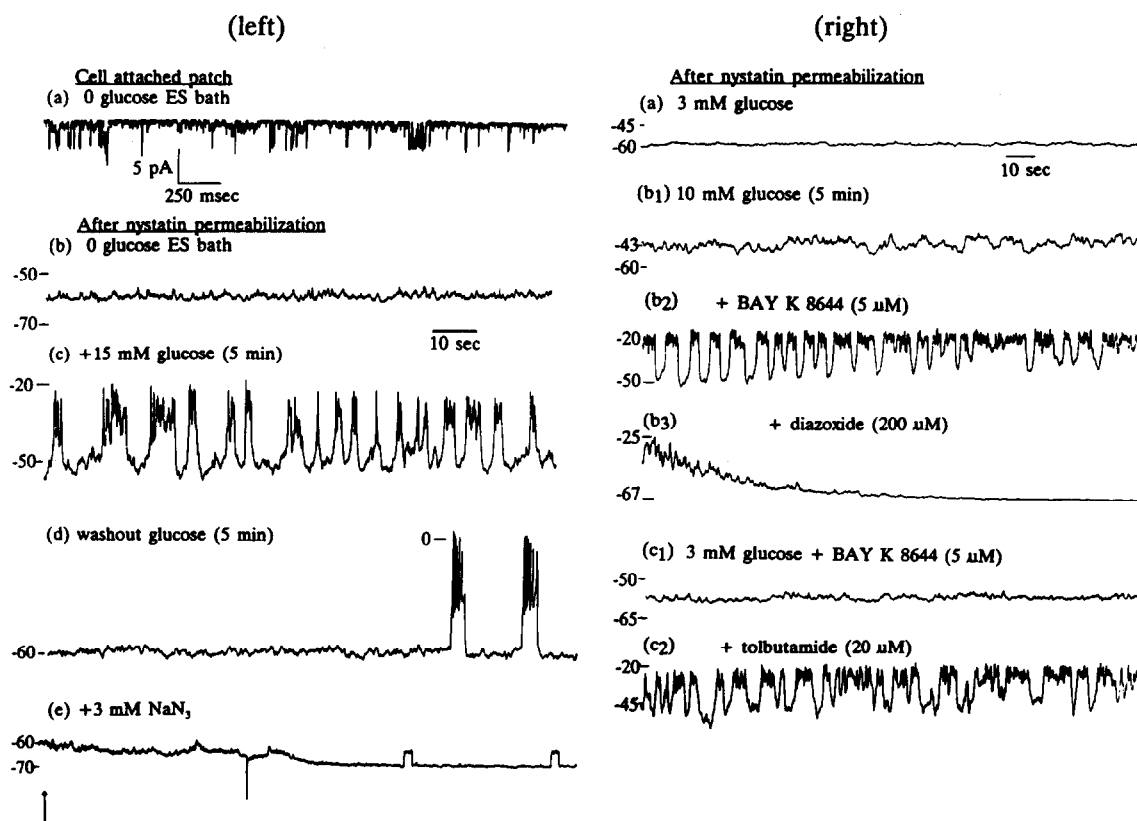 (left)
Cell attached patch
(a) 0 glucose ES bath
5 pA
250 msec
After nystatin permeabilization
(b) 0 glucose ES bath
-50
-70
10 sec
(c) +15 mM glucose (5 min)
-20
-50
(d) washout glucose (5 min)
0
-60
(e) +3 mM NaN3
-60
-70
(right)
After nystatin permeabilization
(a) 3 mM glucose
-45
-60
10 sec
(b1) 10 mM glucose (5 min)
-43
-60
(b2) + BAY K 8644 (5 uM)
-20
-50
(b3) + diazoxide (200 uM)
-25
-67
(c1) 3 mM glucose + BAY K 8644 (5 uM)
-50
-65
(c2) + tolbutamide (20 uM)
-20
-45